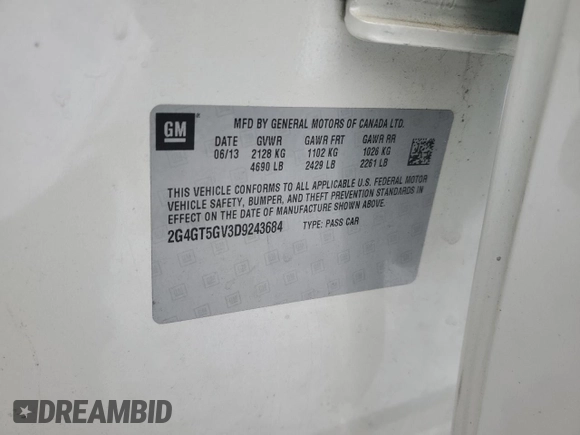 GM
MFD BY GENERAL MOTORS OF CANADA LTD.
DATE GVWR GAWR FRT GAWR RR
06/13 2128 KG 1102 KG 1026 KG
4690 LB 2429 LB 2261 LB
THIS VEHICLE CONFORMS TO ALL APPLICABLE U.S. FEDERAL MOTOR
VEHICLE SAFETY, BUMPER, AND THEFT PREVENTION STANDARDS IN
EFFECT ON THE DATE OF MANUFACTURE SHOWN ABOVE.
2G4GT5GV3D9243684 TYPE: PASS CAR
DREAMBID